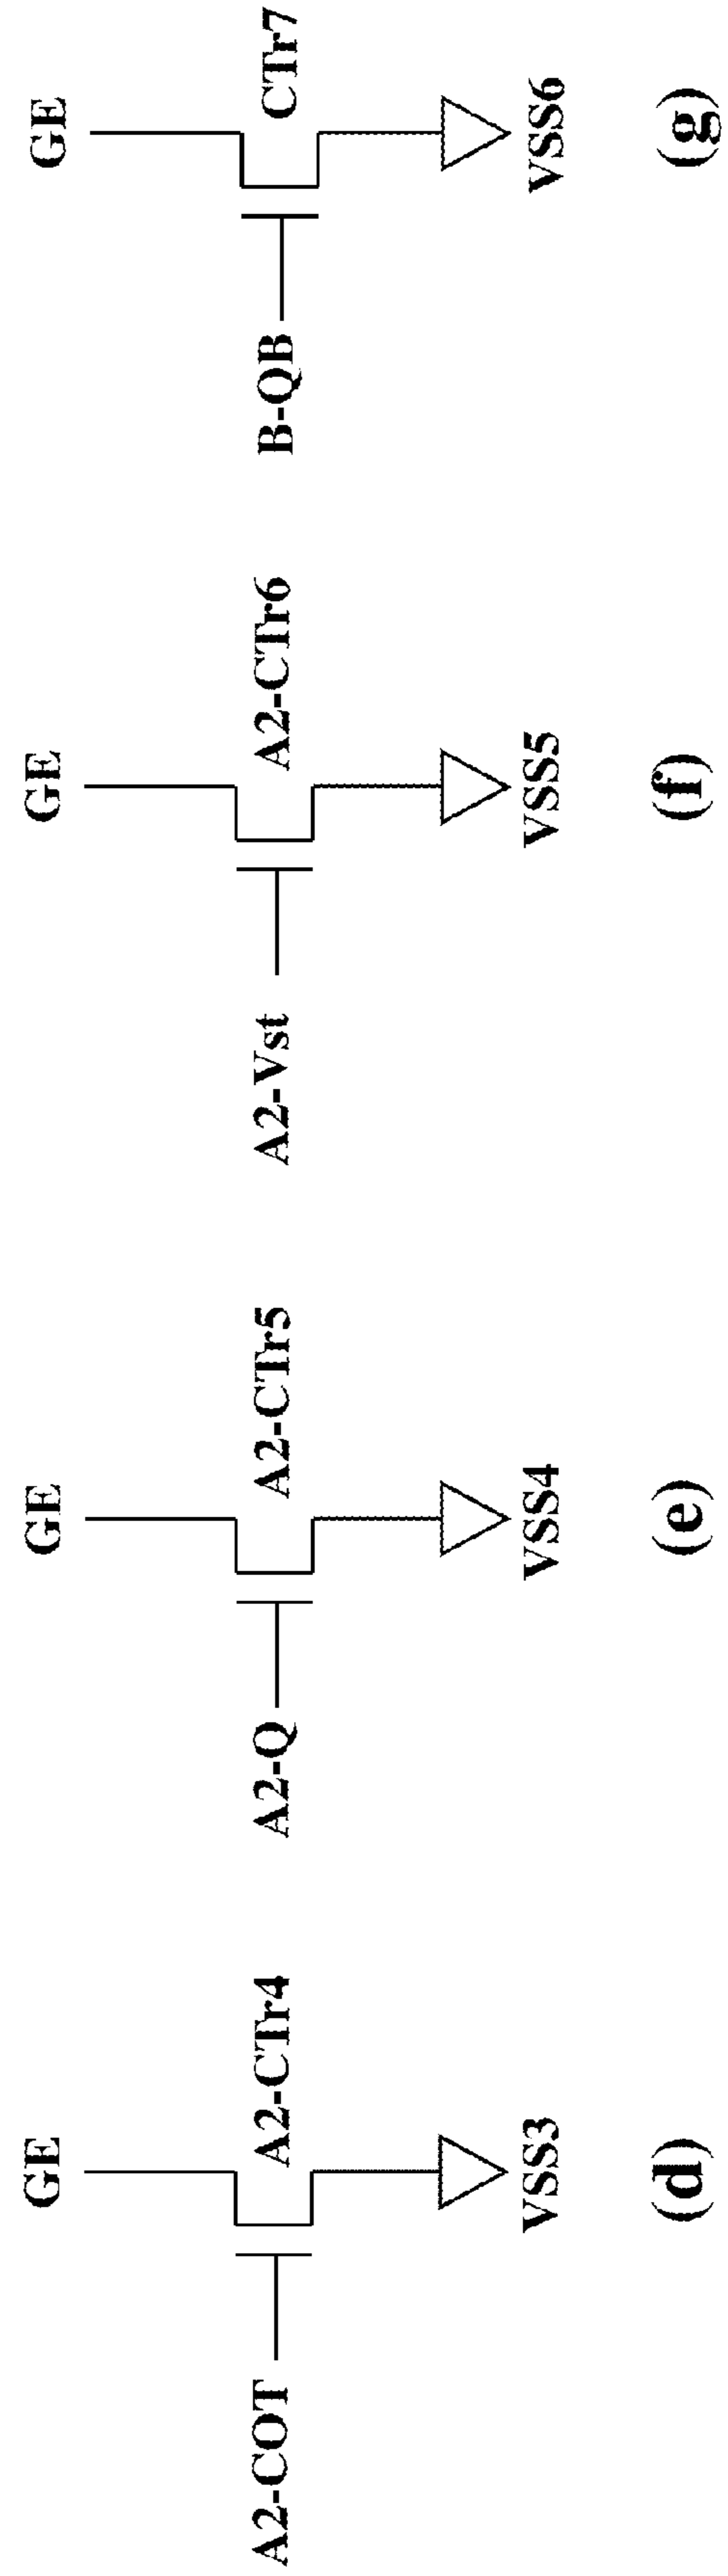 GE
A2-COT
A2-CTr4
VSS3
(d)
GE
A2-Q
A2-CTr5
VSS4
(e)
GE
A2-Vst
A2-CTr6
VSS5
(f)
GE
B-QB
CTr7
VSS6
(g)